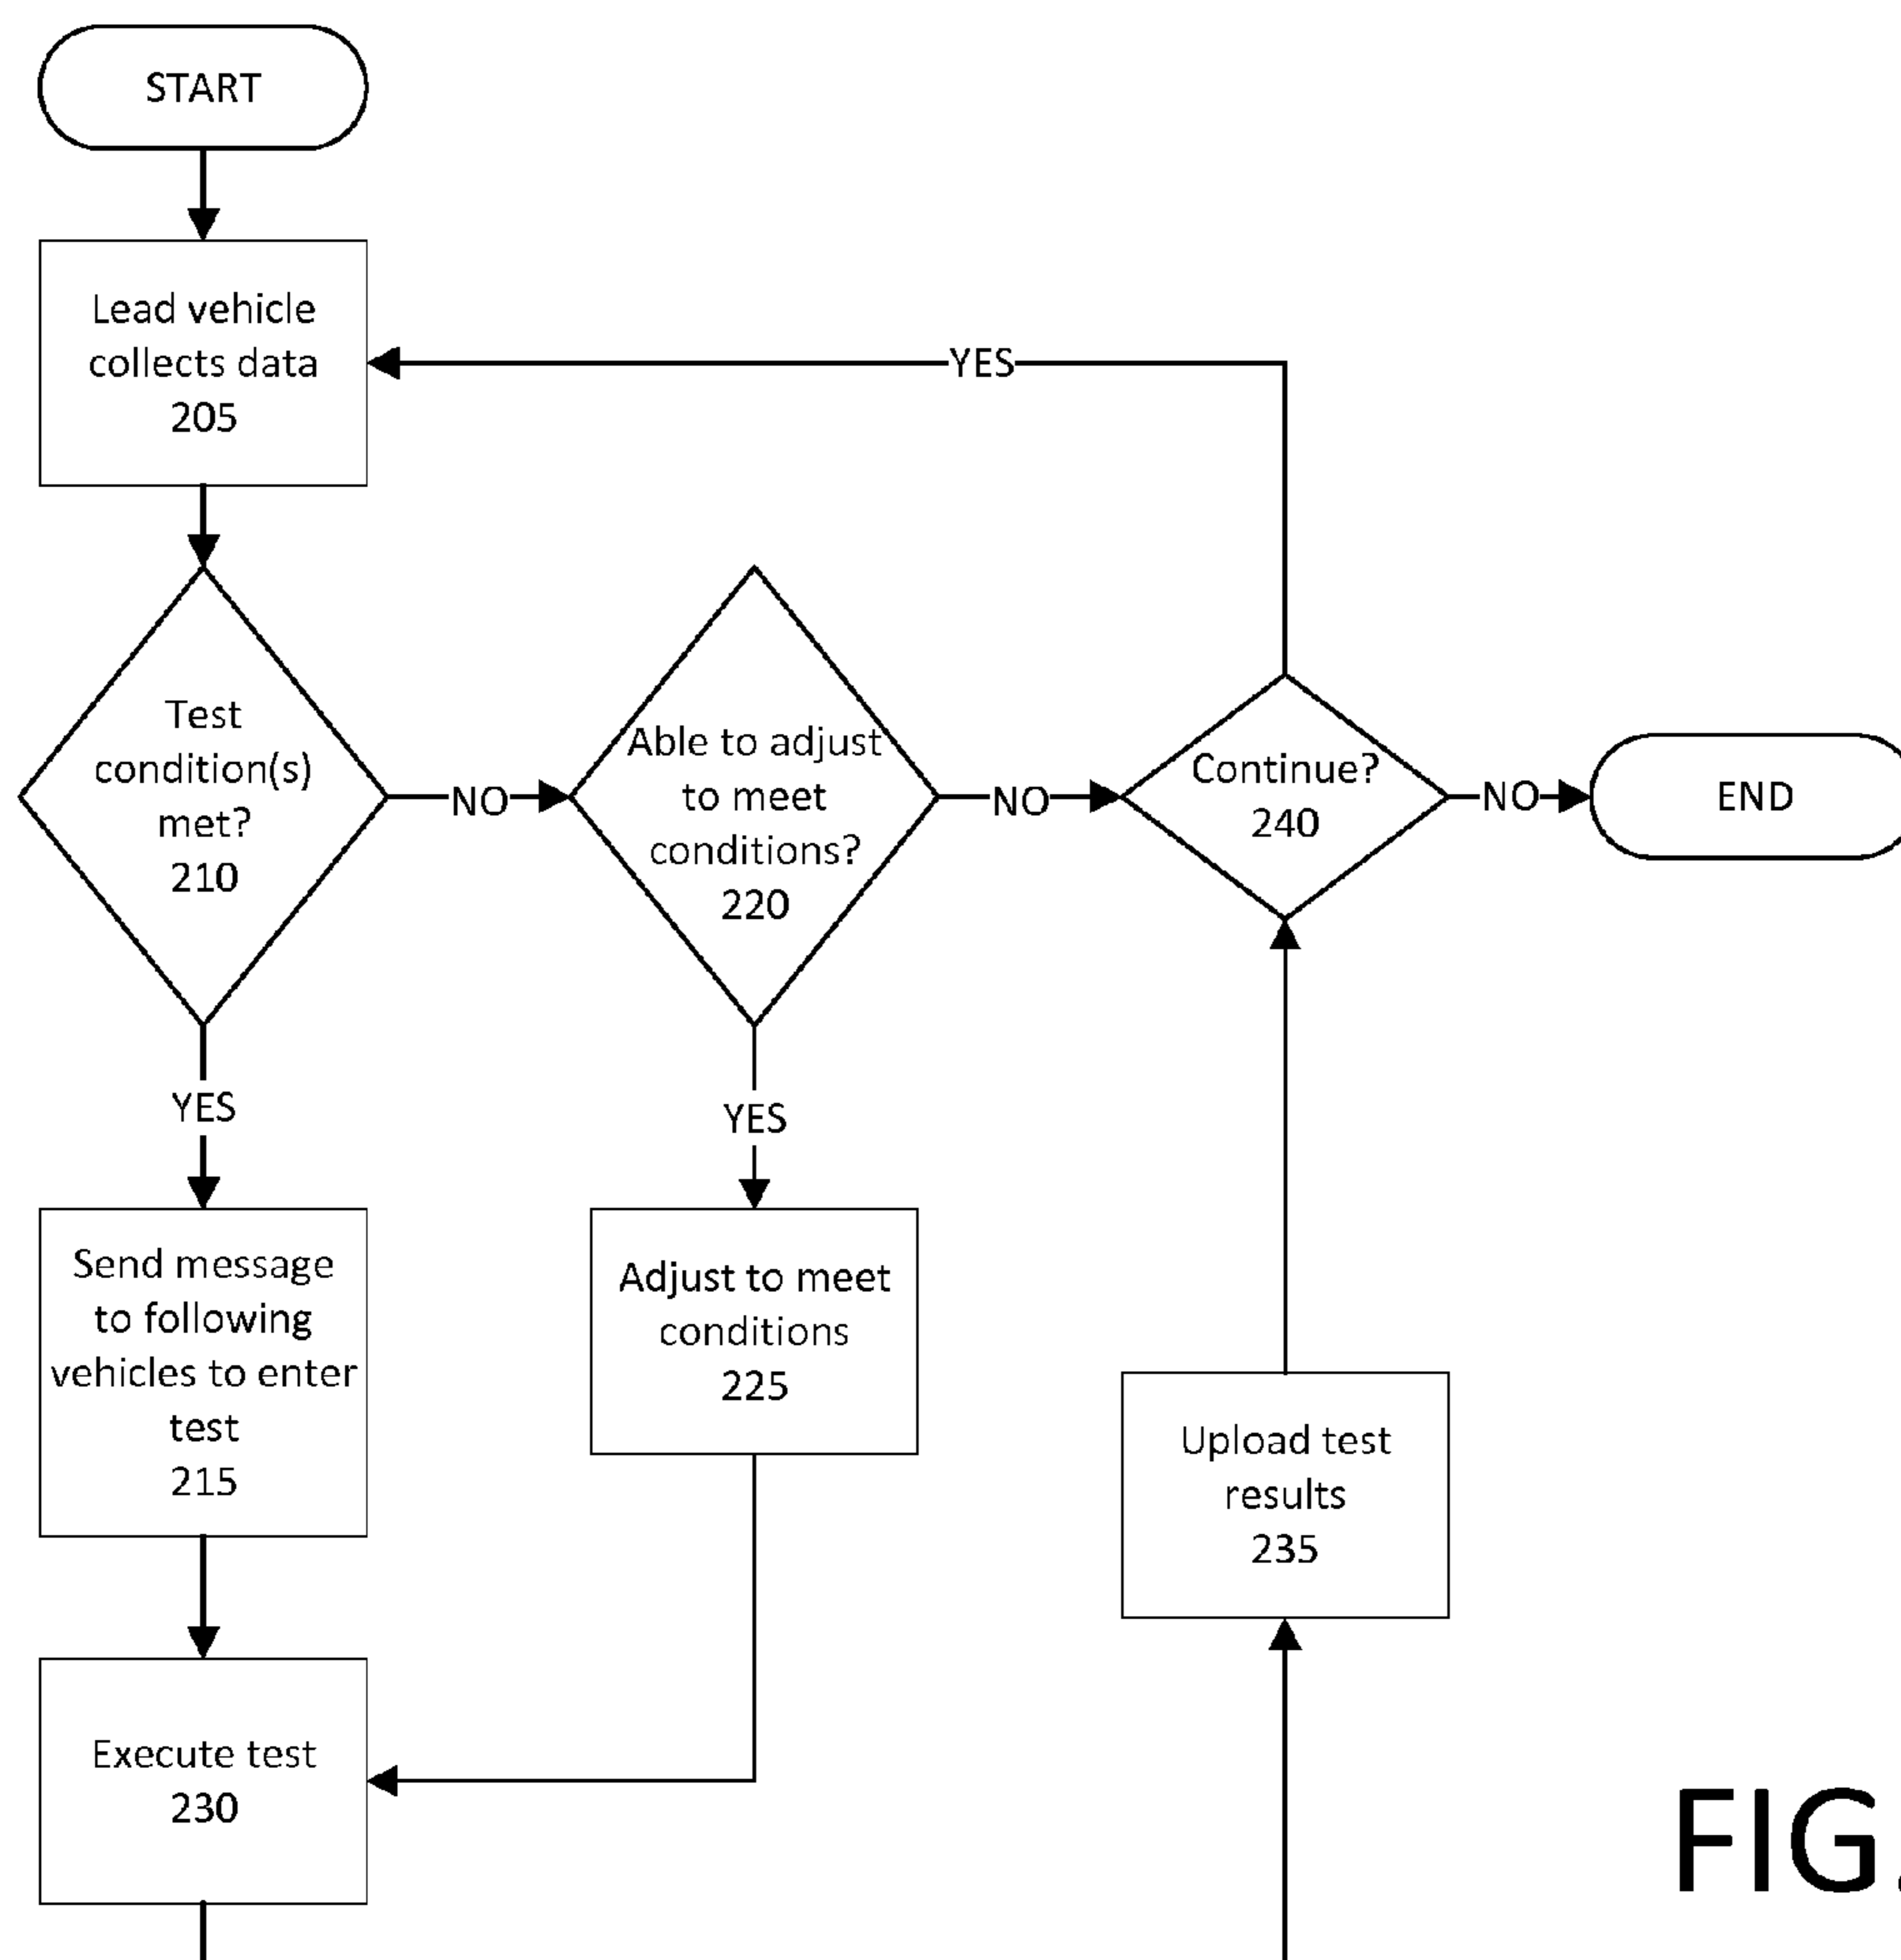 START
Lead vehicle
collects data
205
YES
Test
condition(s)
met?
210
NO
Able to adjust
to meet
conditions?
220
NO
Continue?
240
NO
END
YES
YES
Send message
to following
vehicles to enter
test
215
Adjust to meet
conditions
225
Upload test
results
235
Execute test
230
FIG.